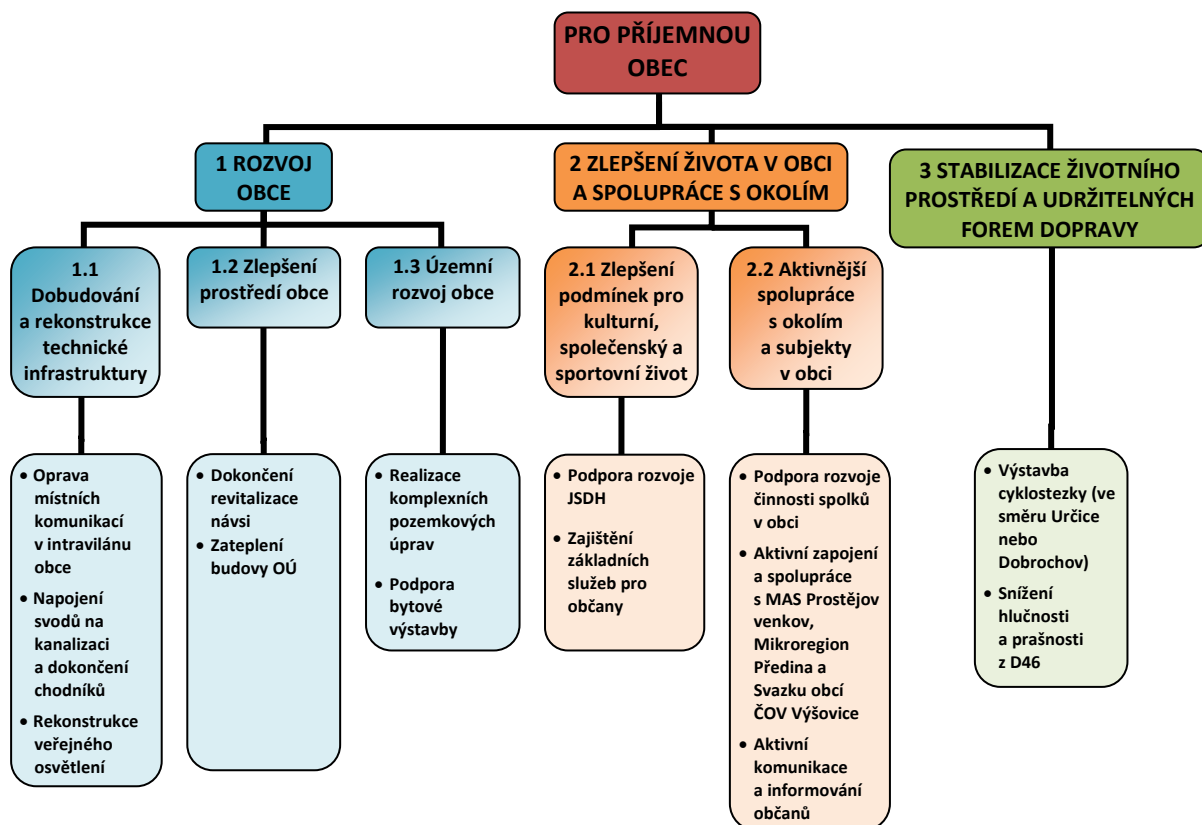 PRO PŘÍJEMNOU
OBEC
1 ROZVOJ
OBCE
2 ZLEPŠENÍ ŽIVOTA V OBCI
A SPOLUPRÁCE S OKOLÍM
3 STABILIZACE ŽIVOTNÍHO
PROSTŘEDÍ A UDRŽITELNÝCH
FOREM DOPRAVY
1.1
Dobudování
a rekonstrukce
technické
infrastruktury
1.2 Zlepšení
prostředí obce
1.3 Územní
rozvoj obce
2.1 Zlepšení
podmínek pro
kulturní,
společenský a
sportovní život
2.2 Aktivnější
spolupráce
s okolím
a subjekty
v obci
• Oprava
místních
komunikací
v intravilánu
obce
• Napojení
svodů na
kanalizaci
a dokončení
chodníků
• Rekonstrukce
veřejného
osvětlení
• Dokončení
revitalizace
návsi
• Zateplení
budovy OÚ
• Realizace
komplexních
pozemkových
úprav
• Podpora
bytové
výstavby
• Podpora rozvoje
JSDH
• Zajištění
základních
služeb pro
občany
• Podpora rozvoje
činnosti spolků
v obci
• Aktivní zapojení
a spolupráce
s MAS Prostějov
venkov,
Mikroregion
Předina a
Svazku obcí
ČOV Výšovice
• Aktivní
komunikace
a informování
občanů
• Výstavba
cyklostezky (ve
směru Určice
nebo
Dobrochov)
• Snížení
hlučnosti
a prašnosti
z D46